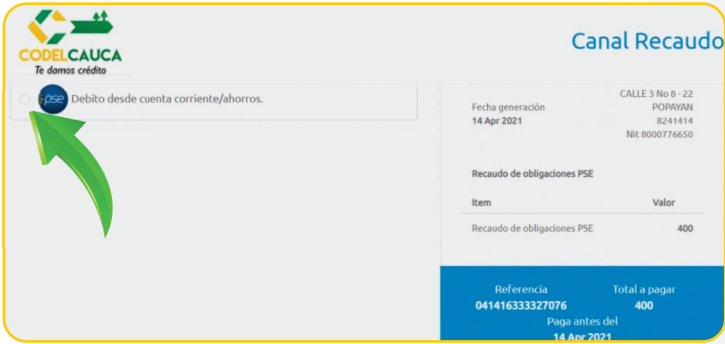 CODELCAUCA
Te damos crédito
Canal Recaudo
pse
Debito desde cuenta corriente/ahorros.
CALLE 3 No 8 - 22
Fecha generación
POPAYAN
14 Apr 2021
8241414
Nit 8000776650
Recaudo de obligaciones PSE
Item
Valor
Recaudo de obligaciones PSE
400
Referencia
Total a pagar
041416333327076
400
Paga antes del
14 Apr 2021